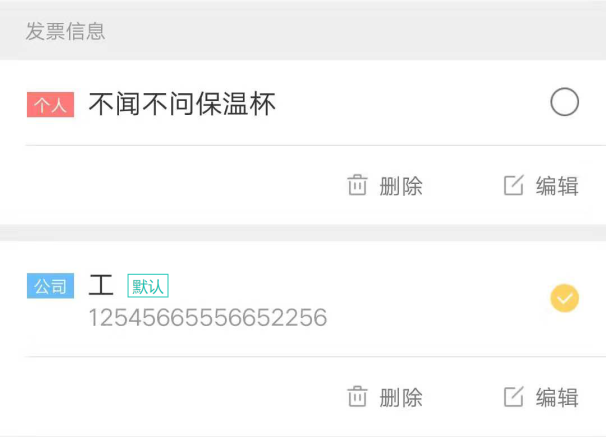 发票信息
个人 不闻不问保温杯
删除 编辑
公司 工 默认
12545665556652256
删除 编辑